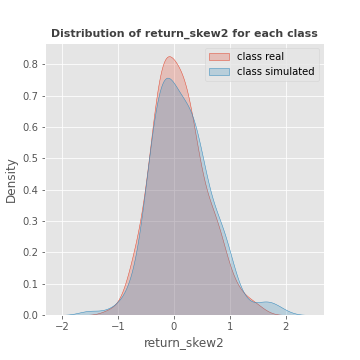 Distribution of return_skew2 for each class
class real
class simulated
Density
0.8
0.7
0.6
0.5
0.4
0.3
0.2
0.1
0.0
−2 −1 0 1 2
return_skew2